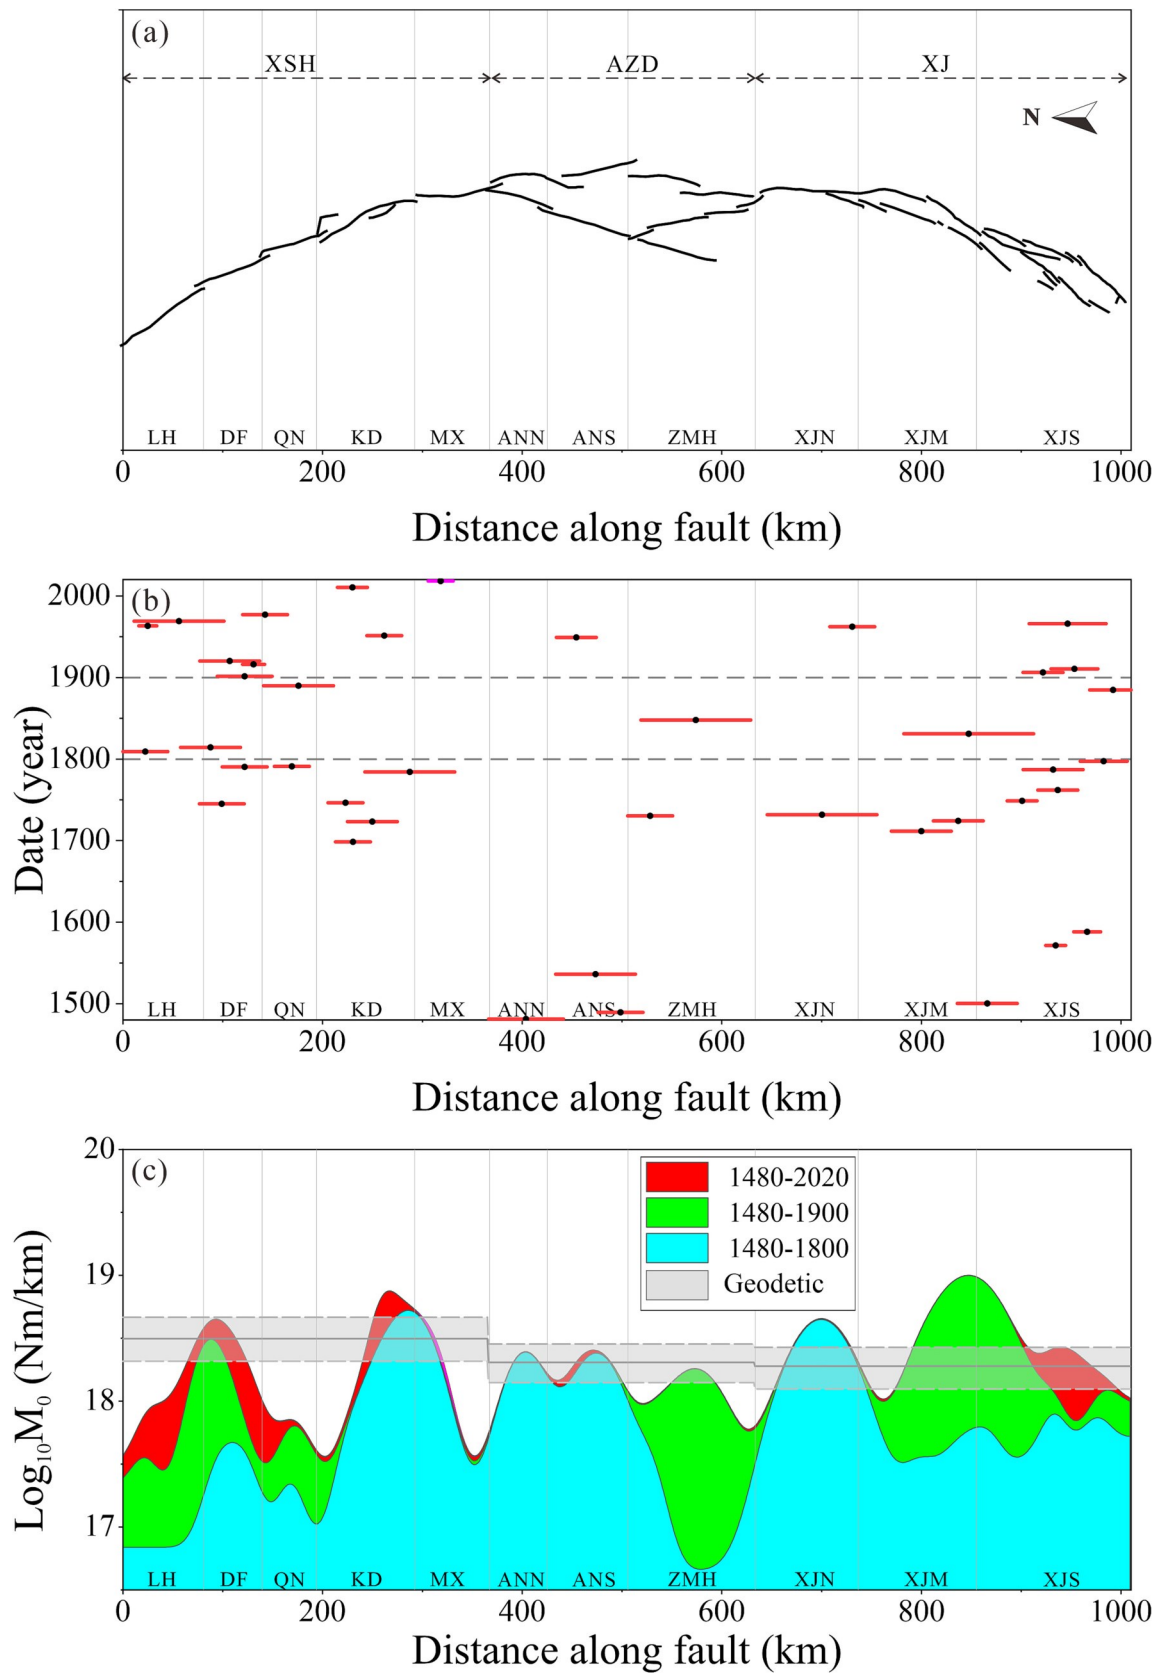 (a)
XSH AZD XJ
N
LH DF QN KD MX ANN ANS ZMH XJN XJM XJS
0 200 400 600 800 1000
Distance along fault (km)
(b)
2000
1900
1800
1700
1600
1500
Date (year)
LH DF QN KD MX ANN ANS ZMH XJN XJM XJS
0 200 400 600 800 1000
Distance along fault (km)
(c)
20
19
18
17
Log₁₀M₀ (Nm/km)
1480-2020
1480-1900
1480-1800
Geodetic
LH DF QN KD MX ANN ANS ZMH XJN XJM XJS
0 200 400 600 800 1000
Distance along fault (km)